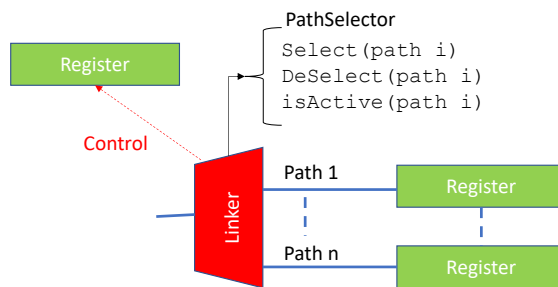 PathSelector
Select(path i)
DeSelect(path i)
isActive(path i)
Register
Control
Linker
Path 1
Register
Path n
Register